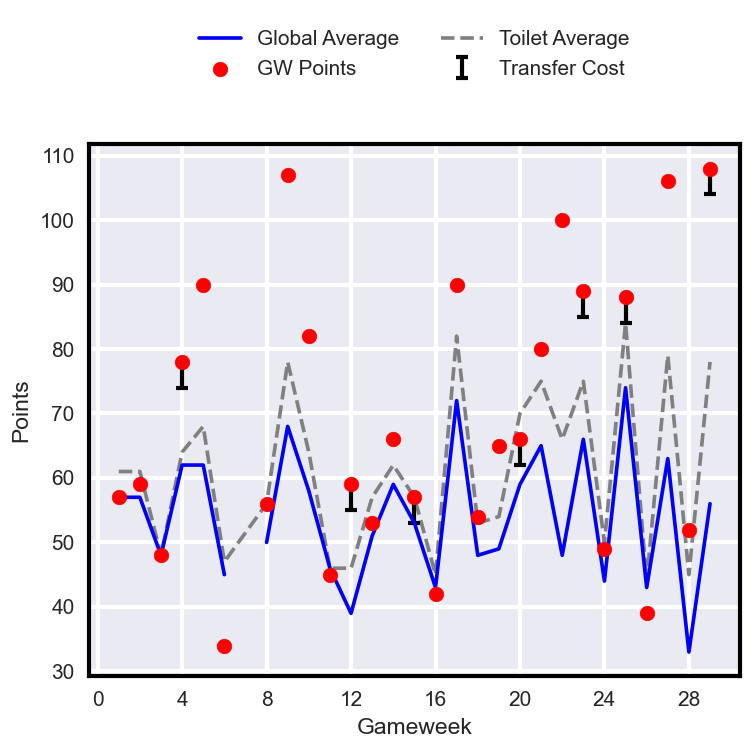 Global Average
Toilet Average
GW Points
Transfer Cost
110
100
90
80
70
60
50
40
30
Points
0 4 8 12 16 20 24 28
Gameweek